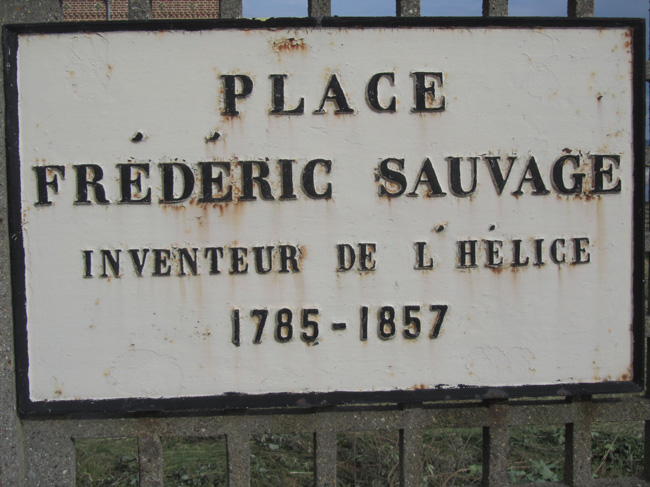 PLACE
FRÉDÉRIC SAUVAGE
INVENTEUR DE L'HÉLICE
1785-1857